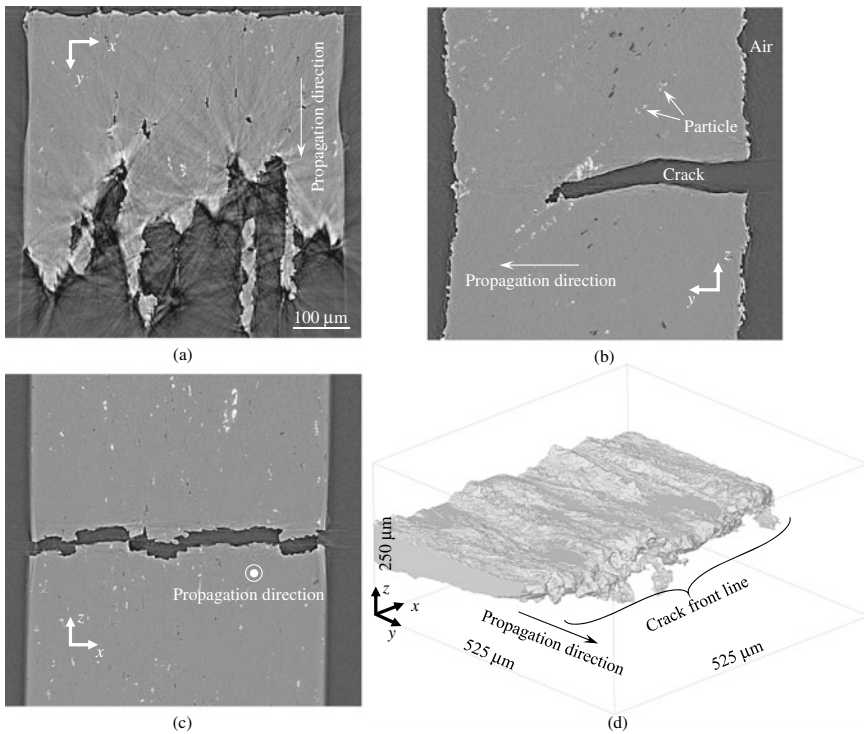 x
y
Propagation direction
100 µm
(a)
Air
Particle
Crack
Propagation direction
z
y
(b)
Propagation direction
z
x
(c)
250 µm
z
x
y
Propagation direction
Crack front line
525 µm
525 µm
(d)